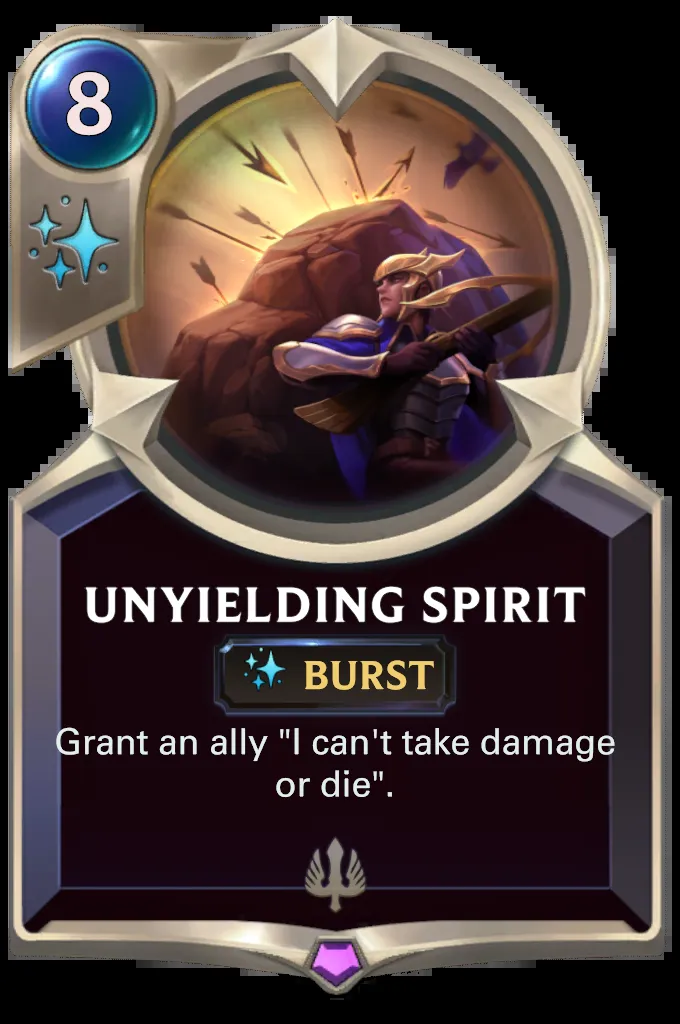 8
UNYIELDING SPIRIT
BURST
Grant an ally "I can't take damage
or die".